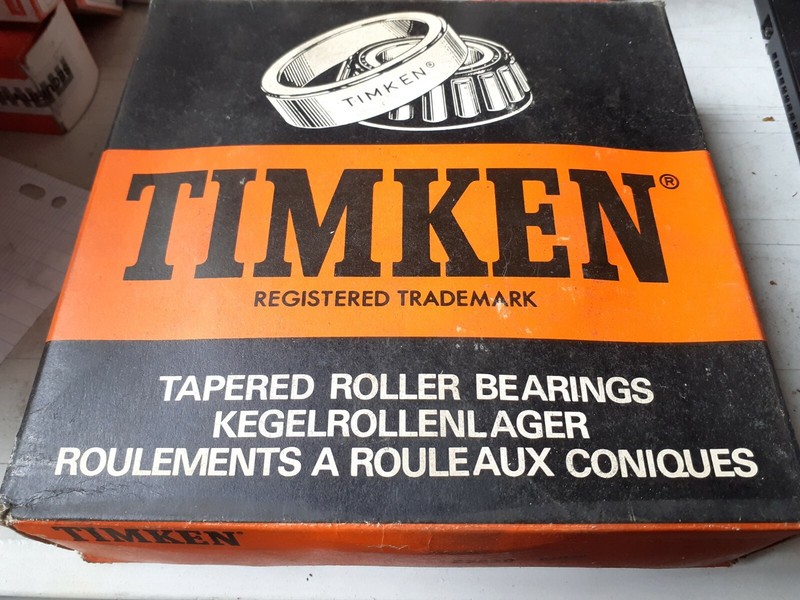 TIMKEN®
TIMKEN®
REGISTERED TRADEMARK
TAPERED ROLLER BEARINGS
KEGELROLLENLAGER
ROULEMENTS A ROULEAUX CONIQUES
TIMKEN®